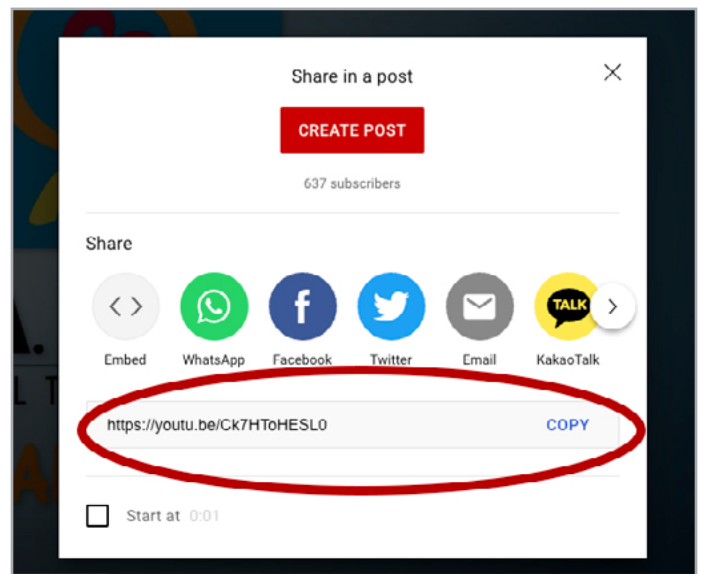 Share in a post
CREATE POST
637 subscribers
Share
Embed WhatsApp Facebook Twitter Email KakaoTalk
TALK
https://youtu.be/Ck7HToHESL0 COPY
Start at 0:01